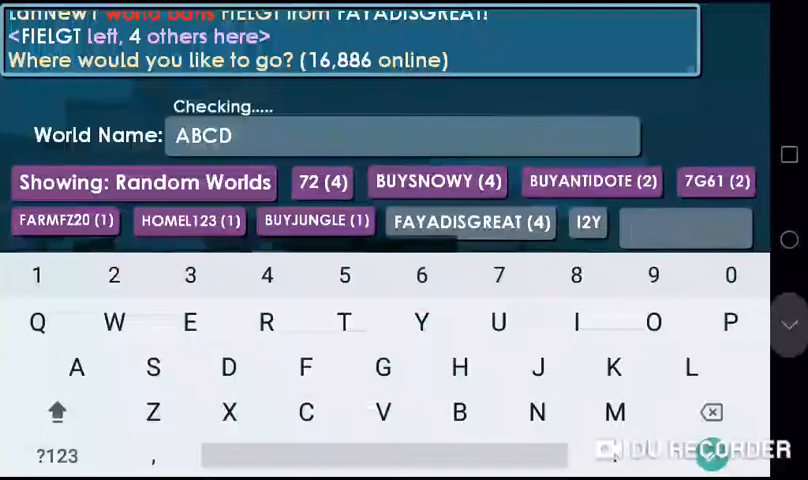 world bans FIELGT from FAYADISGREAT!
<FIELGT left, 4 others here>
Where would you like to go? (16,886 online)
Checking.....
World Name: ABCD
Showing: Random Worlds 72 (4) BUYSNOWY (4) BUYANTIDOTE (2) 7G61 (2)
FARMFZ20 (1) HOMEL123 (1) BUYJUNGLE (1) FAYADISGREAT (4) I2Y
1 2 3 4 5 6 7 8 9 0
Q W E R T Y U I O P
A S D F G H J K L
Z X C V B N M
?123 , .
DU RECORDER